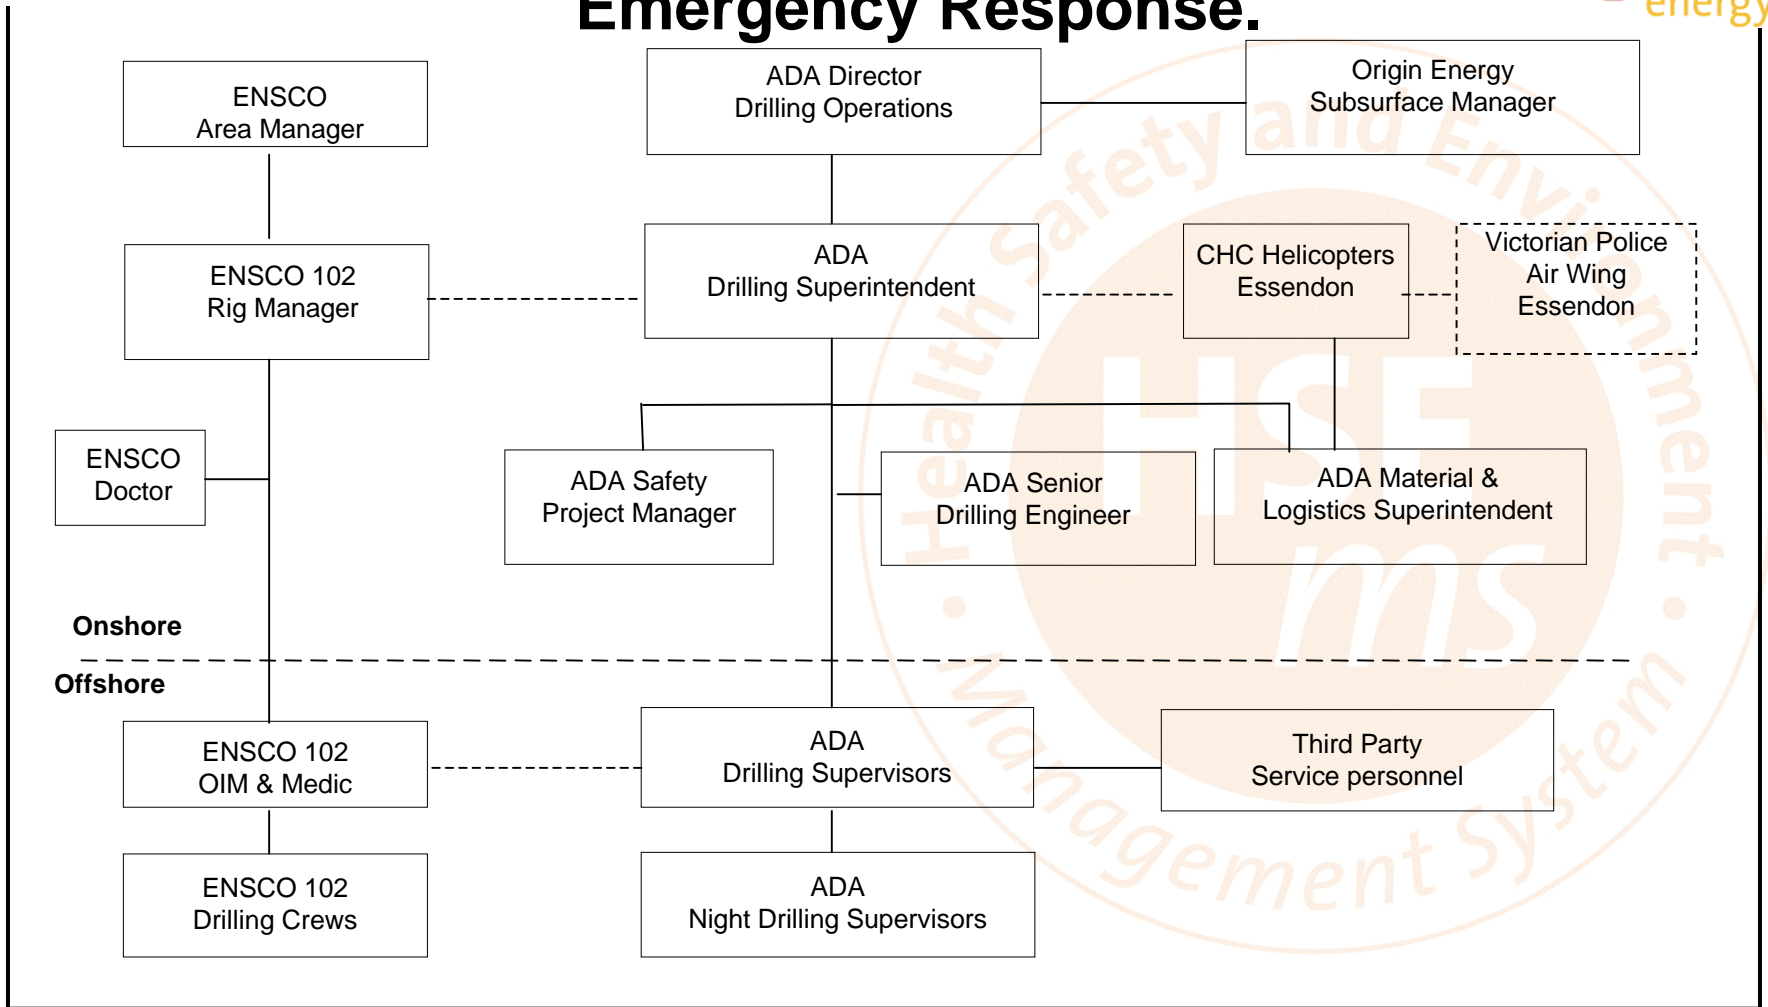 Emergency Response.
energy
ENSCO
Area Manager
ADA Director
Drilling Operations
Origin Energy
Subsurface Manager
ENSCO 102
Rig Manager
ADA
Drilling Superintendent
CHC Helicopters
Essendon
Victorian Police
Air Wing
Essendon
ENSCO
Doctor
ADA Safety
Project Manager
ADA Senior
Drilling Engineer
ADA Material &
Logistics Superintendent
Onshore
Offshore
ENSCO 102
OIM & Medic
ADA
Drilling Supervisors
Third Party
Service personnel
ENSCO 102
Drilling Crews
ADA
Night Drilling Supervisors
Health Safety and Environment
HSE
ms
• Management System •